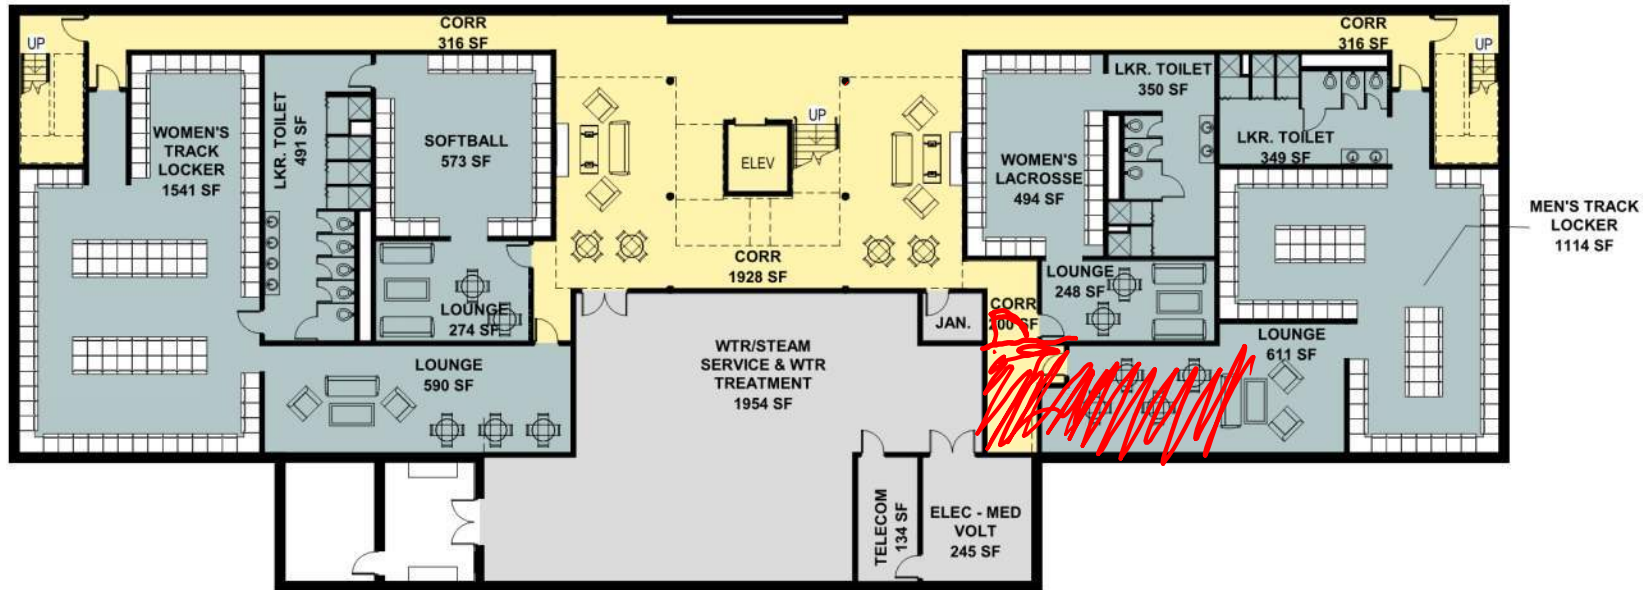 CORR
316 SF
CORR
316 SF
UP
UP
UP
ELEV
WOMEN'S
TRACK
LOCKER
1541 SF
LKR. TOILET
491 SF
SOFTBALL
573 SF
LOUNGE
274 SF
LOUNGE
590 SF
CORR
1928 SF
WTR/STEAM
SERVICE & WTR
TREATMENT
1954 SF
JAN.
CORR
200 SF
WOMEN'S
LACROSSE
494 SF
LKR. TOILET
350 SF
LKR. TOILET
349 SF
LOUNGE
248 SF
LOUNGE
611 SF
MEN'S TRACK
LOCKER
1114 SF
TELECOM
134 SF
ELEC - MED
VOLT
245 SF